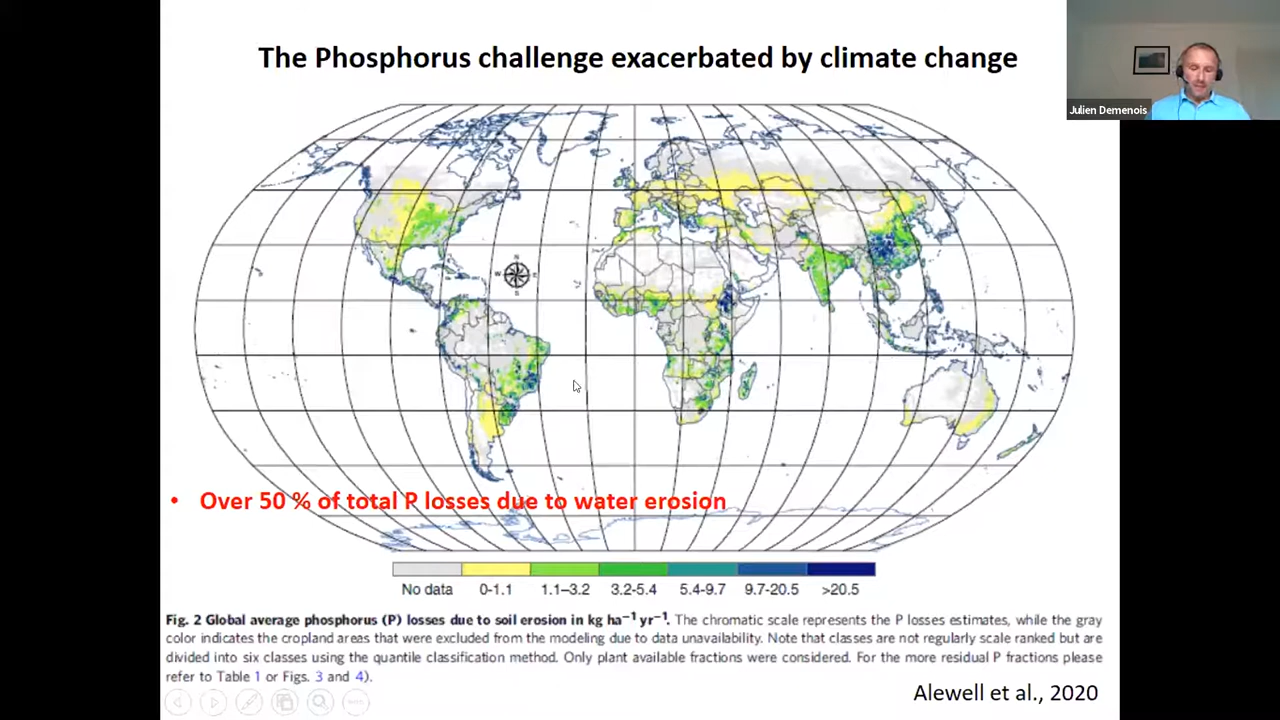 The Phosphorus challenge exacerbated by climate change
Julien Demenois
N
W E
S
• Over 50 % of total P losses due to water erosion
No data 0-1.1 1.1–3.2 3.2-5.4 5.4-9.7 9.7-20.5 >20.5
Fig. 2 Global average phosphorus (P) losses due to soil erosion in kg ha⁻¹ yr⁻¹. The chromatic scale represents the P losses estimates, while the gray
color indicates the cropland areas that were excluded from the modeling due to data unavailability. Note that classes are not regularly scale ranked but are
divided into six classes using the quantile classification method. Only plant available fractions were considered. For the more residual P fractions please
refer to Table 1 or Figs. 3 and 4).
Alewell et al., 2020